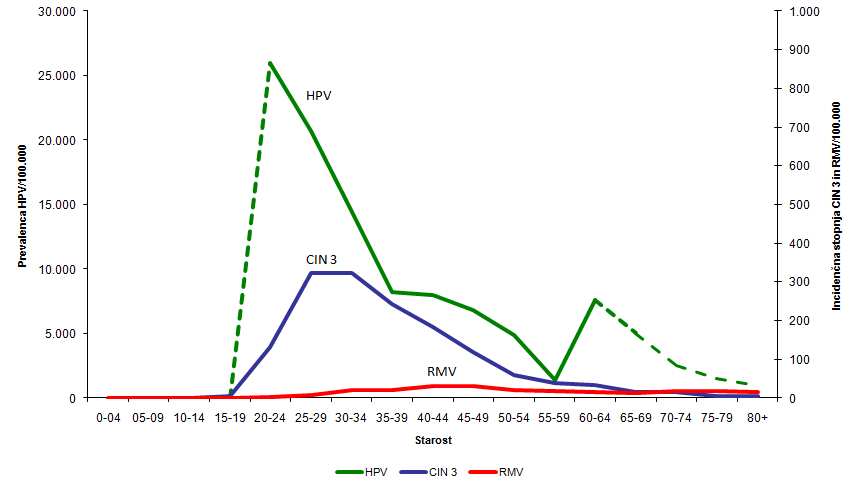 30.000
25.000
20.000
15.000
10.000
5.000
0
Prevalenca HPV/100.000
HPV
CIN 3
RMV
1.000
900
800
700
600
500
400
300
200
100
0
Incidenčna stopnja CIN 3 in RMV/100.000
0-04 05-09 10-14 15-19 20-24 25-29 30-34 35-39 40-44 45-49 50-54 55-59 60-64 65-69 70-74 75-79 80+
Starost
HPV CIN 3 RMV